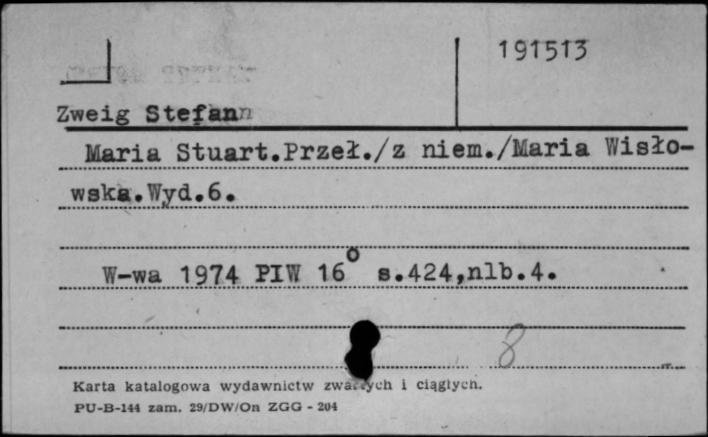 191513
Zweig Stefan
Maria Stuart.Przeł./z niem./Maria Wisło-
wska.Wyd.6.
W-wa 1974 PIW 16° s.424,nlb.4.
8
Karta katalogowa wydawnictw zwartych i ciągłych.
PU-B-144 zam. 29/DW/On ZGG - 204